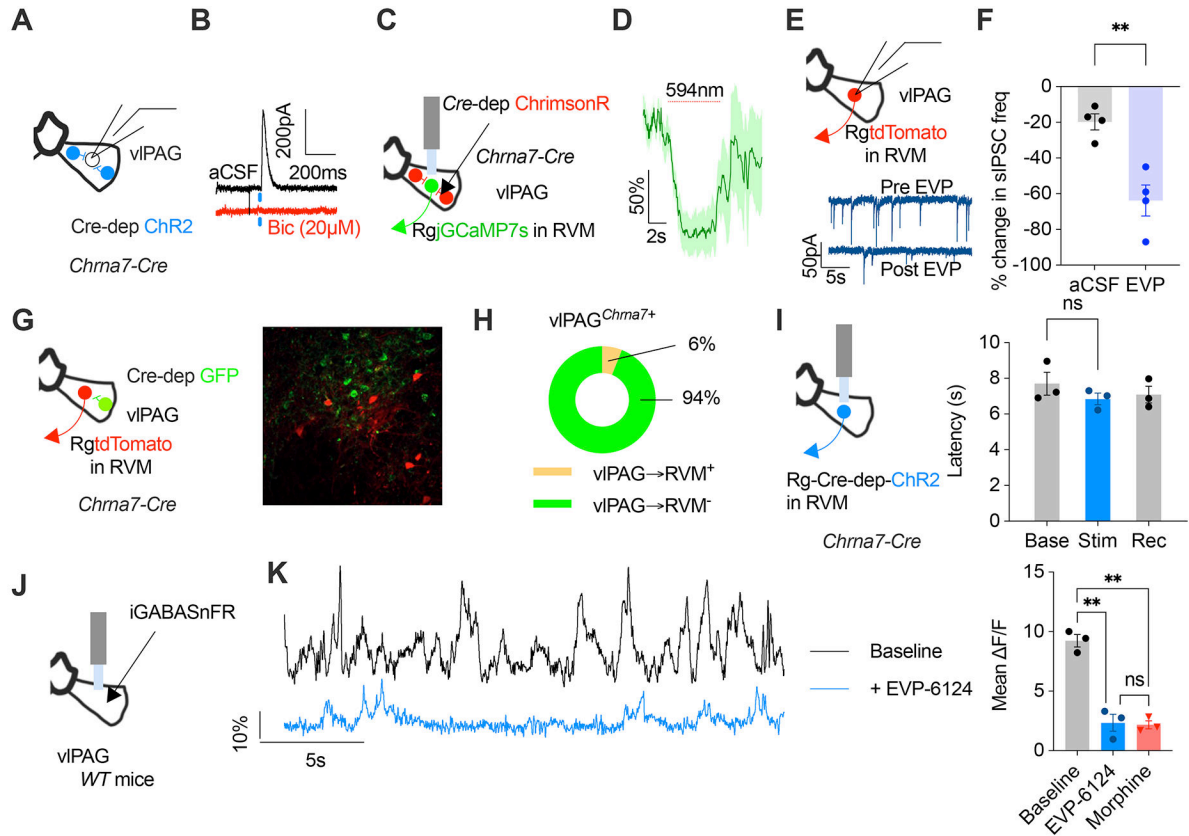 A
B
C
D
E
F
vlPAG
Cre-dep ChR2
Chrna7-Cre
aCSF
200pA
200ms
Bic (20µM)
Cre-dep ChrimsonR
Chrna7-Cre
vlPAG
RgjGCaMP7s in RVM
594nm
50%
2s
vlPAG
RgtdTomato
in RVM
Pre EVP
50pA
5s
Post EVP
**
% change in sIPSC freq
0
-20
-40
-60
-80
-100
aCSF EVP
G
H
I
Cre-dep GFP
vlPAG
RgtdTomato
in RVM
Chrna7-Cre
vlPAGChrna7+
6%
94%
vlPAG→RVM+
vlPAG→RVM-
Rg-Cre-dep-ChR2
in RVM
Chrna7-Cre
ns
Latency (s)
10
8
6
4
2
0
Base Stim Rec
J
K
iGABASnFR
vlPAG
WT mice
10%
5s
Baseline
+ EVP-6124
**
**
ns
Mean ΔF/F
15
10
5
0
Baseline
EVP-6124
Morphine